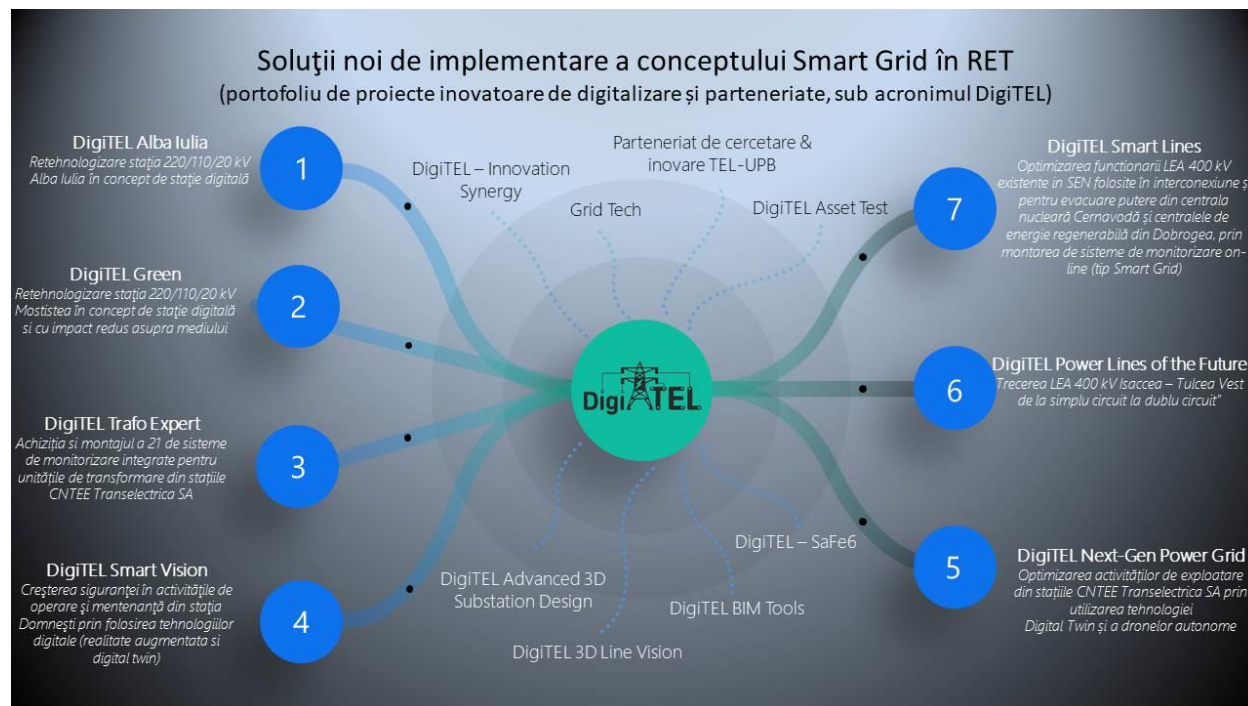 Soluţii noi de implementare a conceptului Smart Grid în RET
(portofoliu de proiecte inovatoare de digitalizare și parteneriate, sub acronimul DigiTEL)
DigiTEL Alba Iulia
Retehnologizare stația 220/110/20 kV
Alba Iulia în concept de stație digitală
1
DigiTEL Green
Retehnologizare stația 220/110/20 kV
Mostistea în concept de stație digitală
si cu impact redus asupra mediului
2
DigiTEL Trafo Expert
Achiziția si montajul a 21 de sisteme
de monitorizare integrate pentru
unitățile de transformare din stațiile
CNTEE Transelectrica SA
3
DigiTEL Smart Vision
Creșterea siguranței în activitățile de
operare și mentenanță din stația
Domnești prin folosirea tehnologiilor
digitale (realitate augmentata si
digital twin)
4
DigiTEL – Innovation
Synergy
Parteneriat de cercetare &
inovare TEL-UPB
Grid Tech
DigiTEL Asset Test
DigiTEL
DigiTEL – SaFe6
DigiTEL Advanced 3D
Substation Design
DigiTEL BIM Tools
DigiTEL 3D Line Vision
7
DigiTEL Smart Lines
Optimizarea functionarii LEA 400 kV
existente in SEN folosite în interconexiune ș
pentru evacuare putere din centrala
nucleară Cernavodă și centralele de
energie regenerabilă din Dobrogea, prin
montarea de sisteme de monitorizare on-
line (tip Smart Grid)
6
DigiTEL Power Lines of the Future
Trecerea LEA 400 kV Isaccea – Tulcea Vest
de la simplu circuit la dublu circuit"
5
DigiTEL Next-Gen Power Grid
Optimizarea activităților de exploatare
din stațiile CNTEE Transelectrica SA prin
utilizarea tehnologiei
Digital Twin și a dronelor autonome